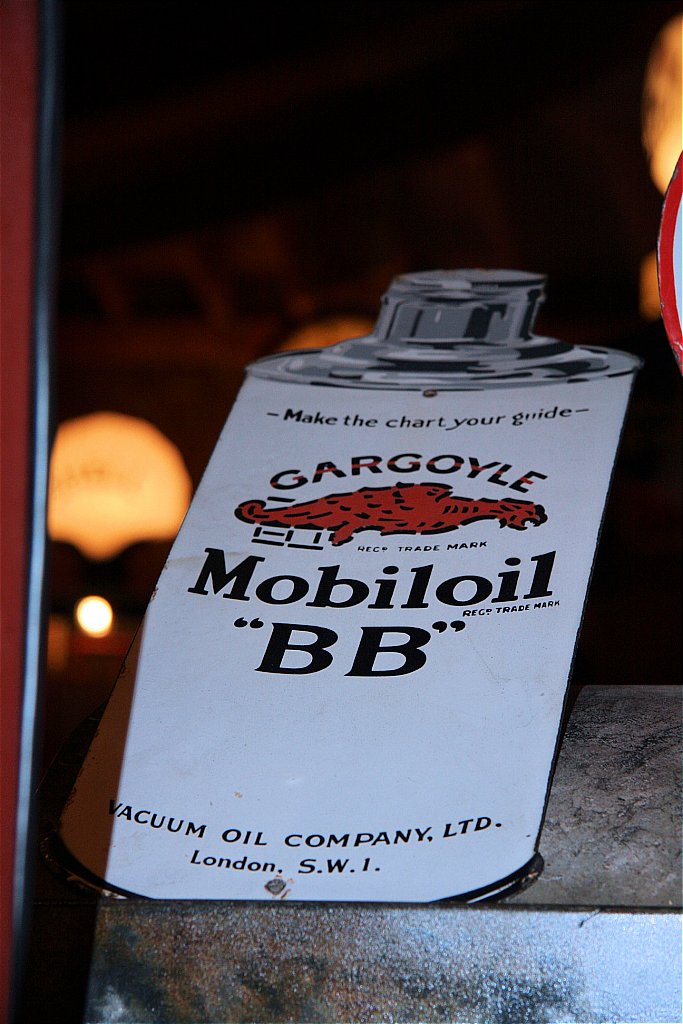 -Make the chart your guide-
GARGOYLE
REGD TRADE MARK
Mobiloil
REGD TRADE MARK
"BB"
VACUUM OIL COMPANY, LTD.
London, S.W.1.